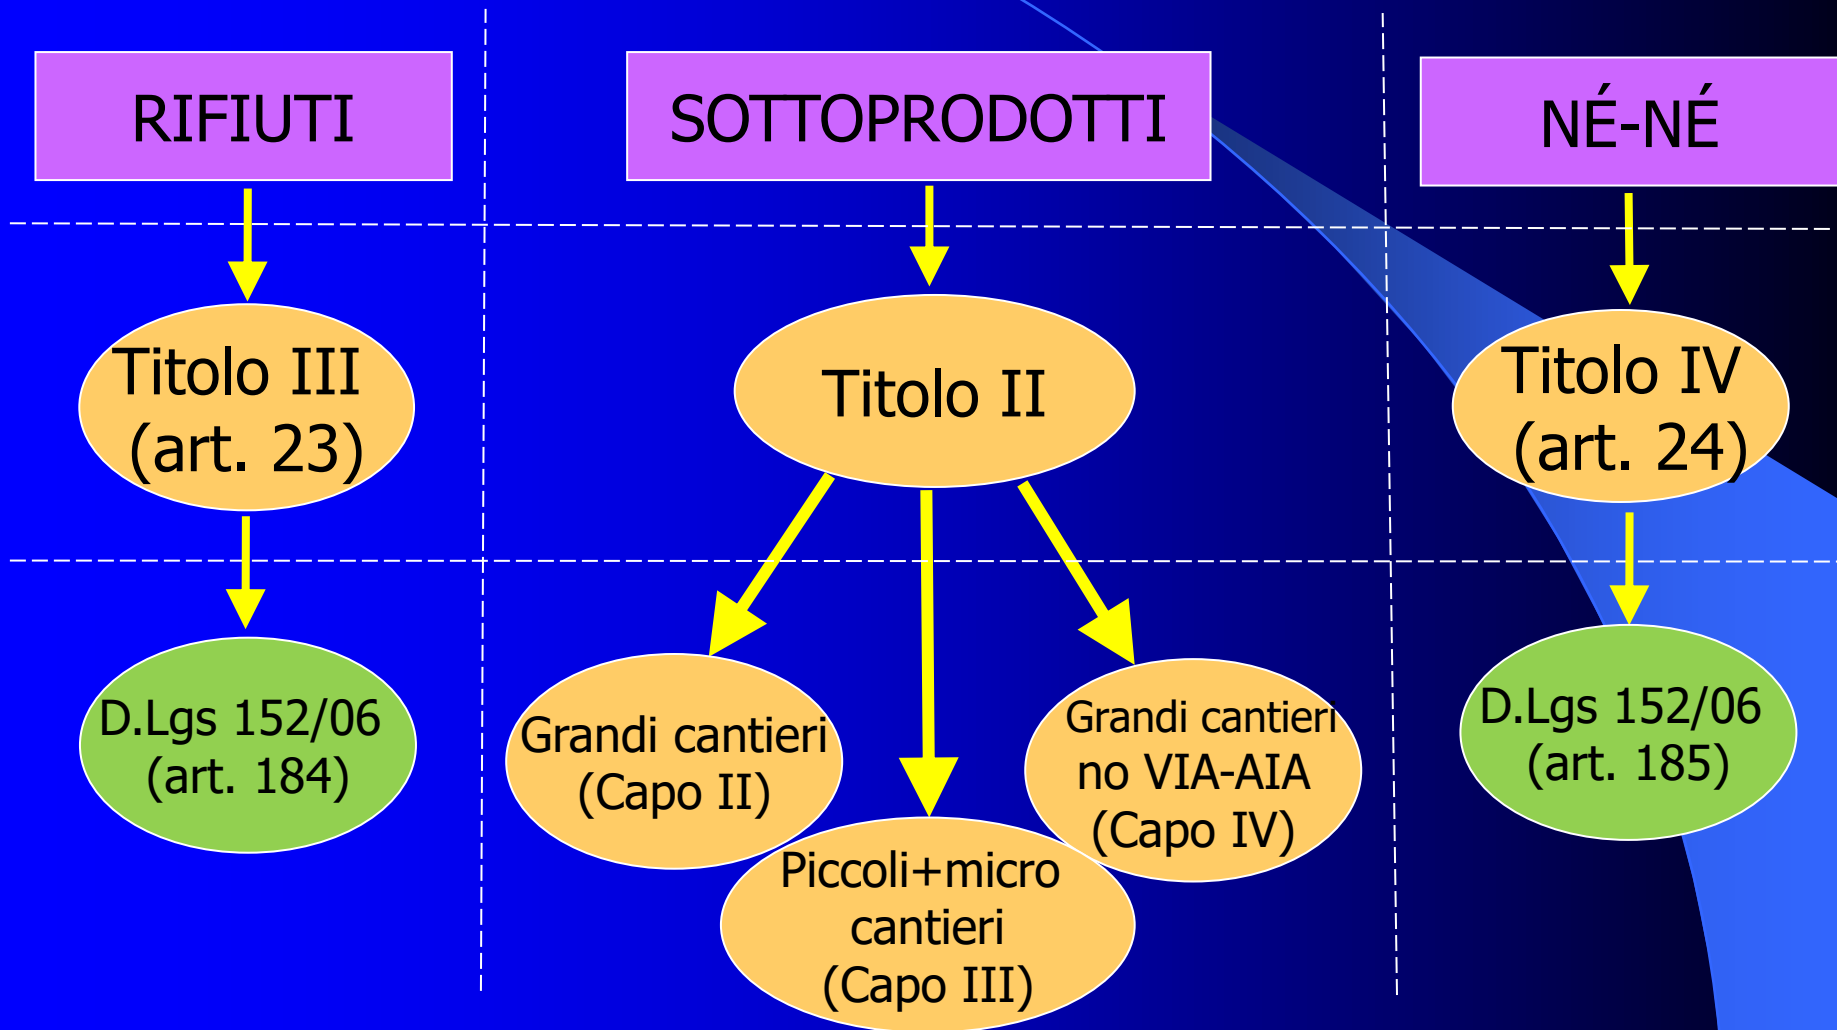 RIFIUTI
SOTTOPRODOTTI
NÉ-NÉ
Titolo III
(art. 23)
Titolo II
Titolo IV
(art. 24)
D.Lgs 152/06
(art. 184)
Grandi cantieri
(Capo II)
Piccoli+micro
cantieri
(Capo III)
Grandi cantieri
no VIA-AIA
(Capo IV)
D.Lgs 152/06
(art. 185)